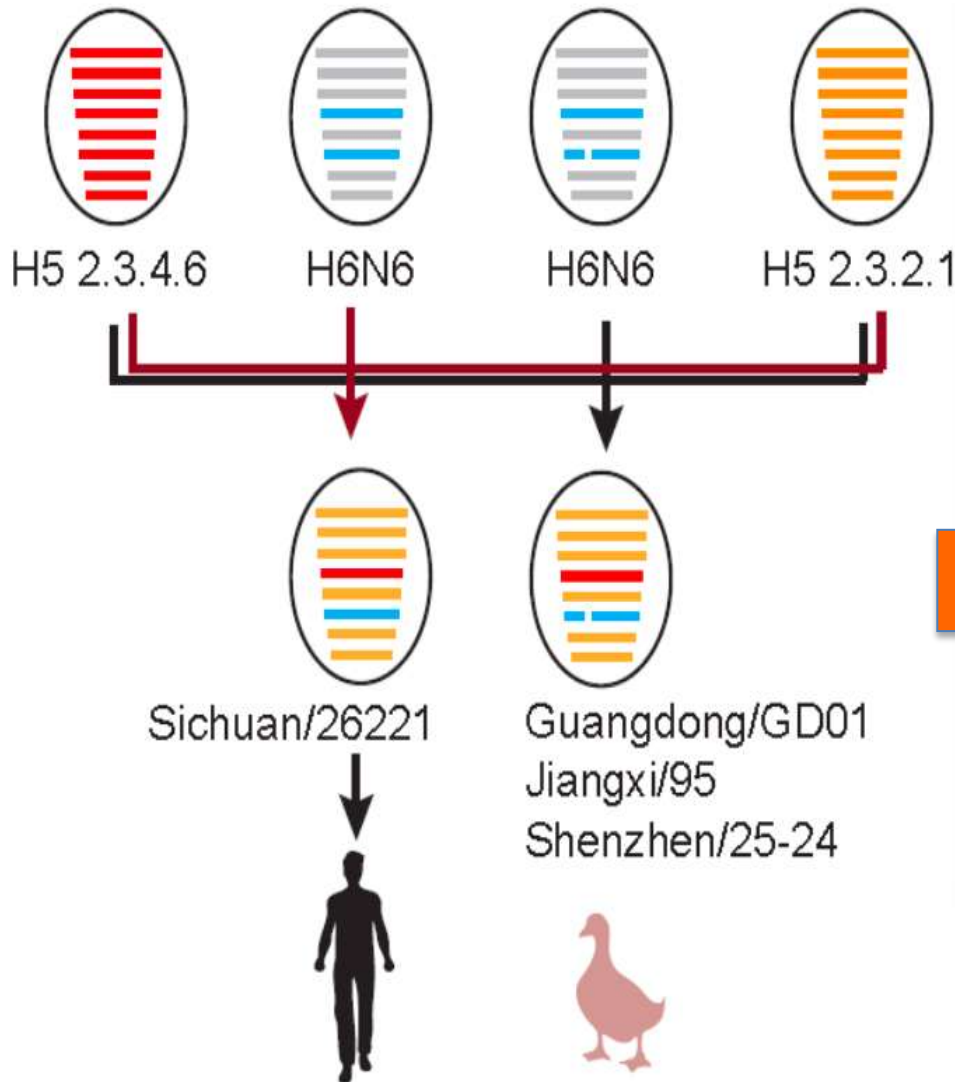 H5 2.3.4.6
H6N6
H6N6
H5 2.3.2.1
Sichuan/26221
Guangdong/GD01
Jiangxi/95
Shenzhen/25-24